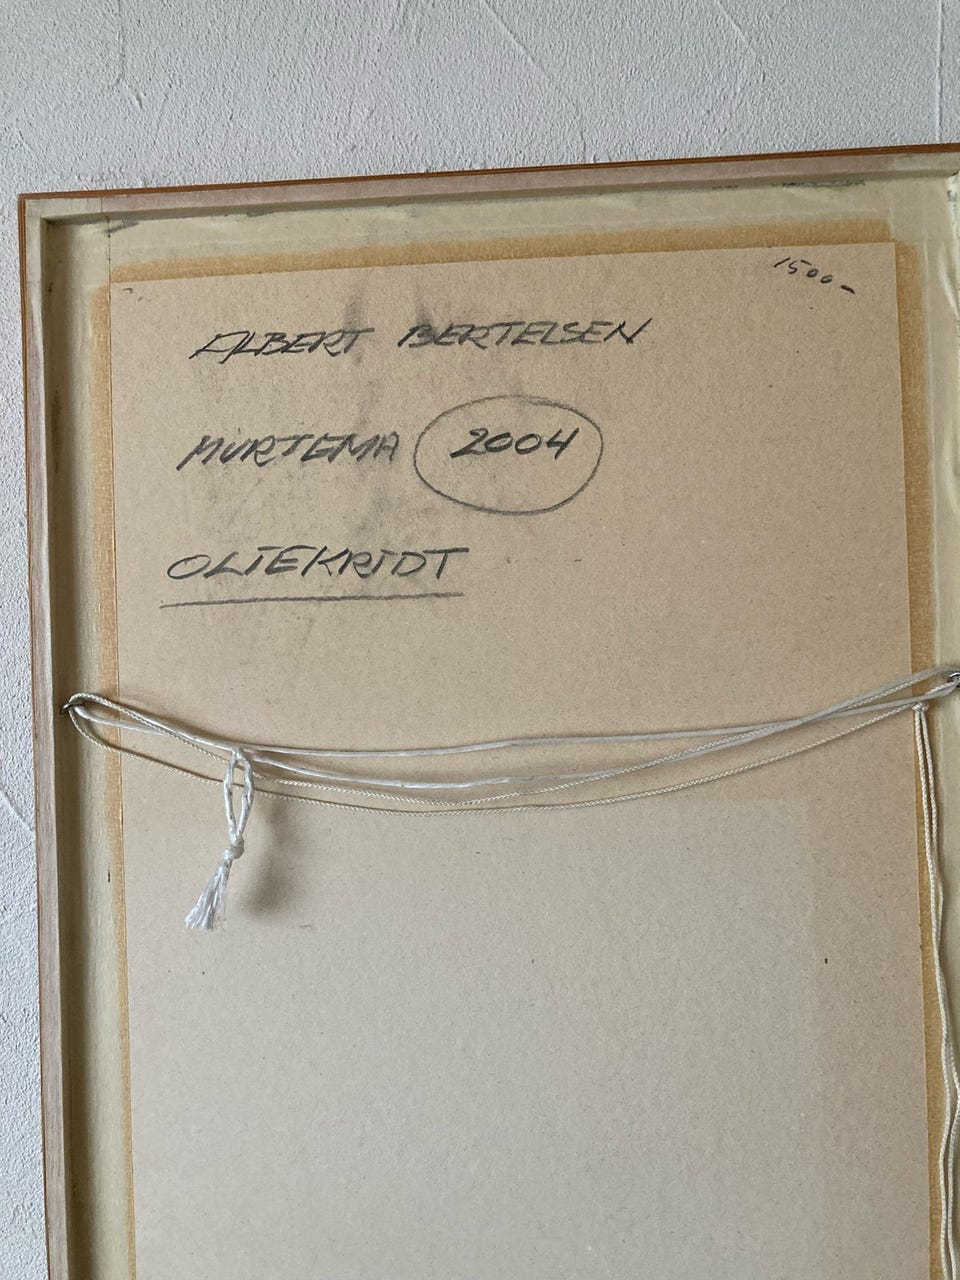 1500-
ALBERT BERTELSEN
MURTEMA 2004
OLIEKRIDT